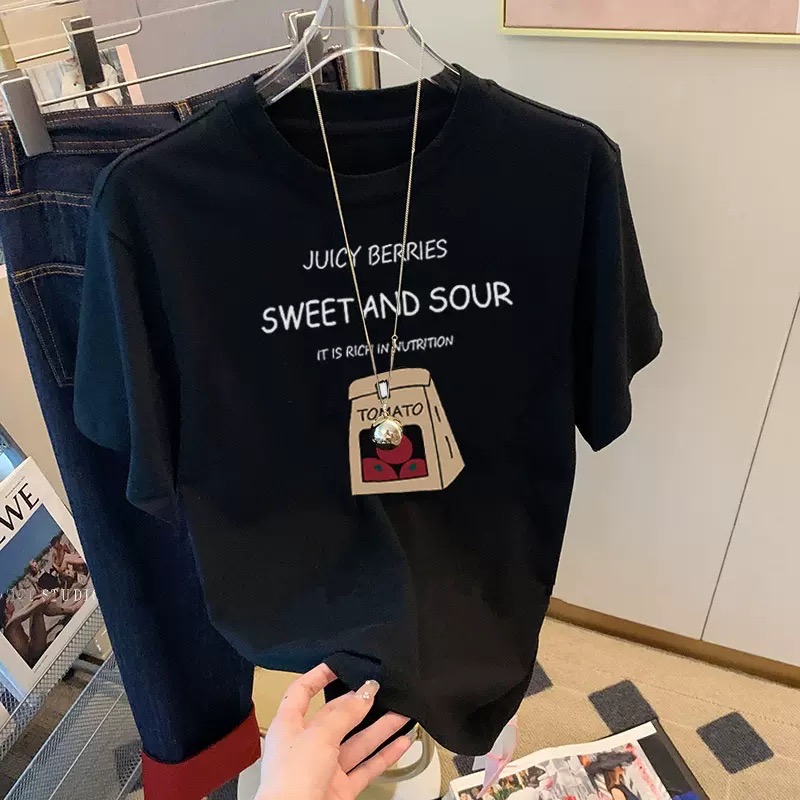 JUICY BERRIES
SWEET AND SOUR
IT IS RICH IN NUTRITION
TOMATO